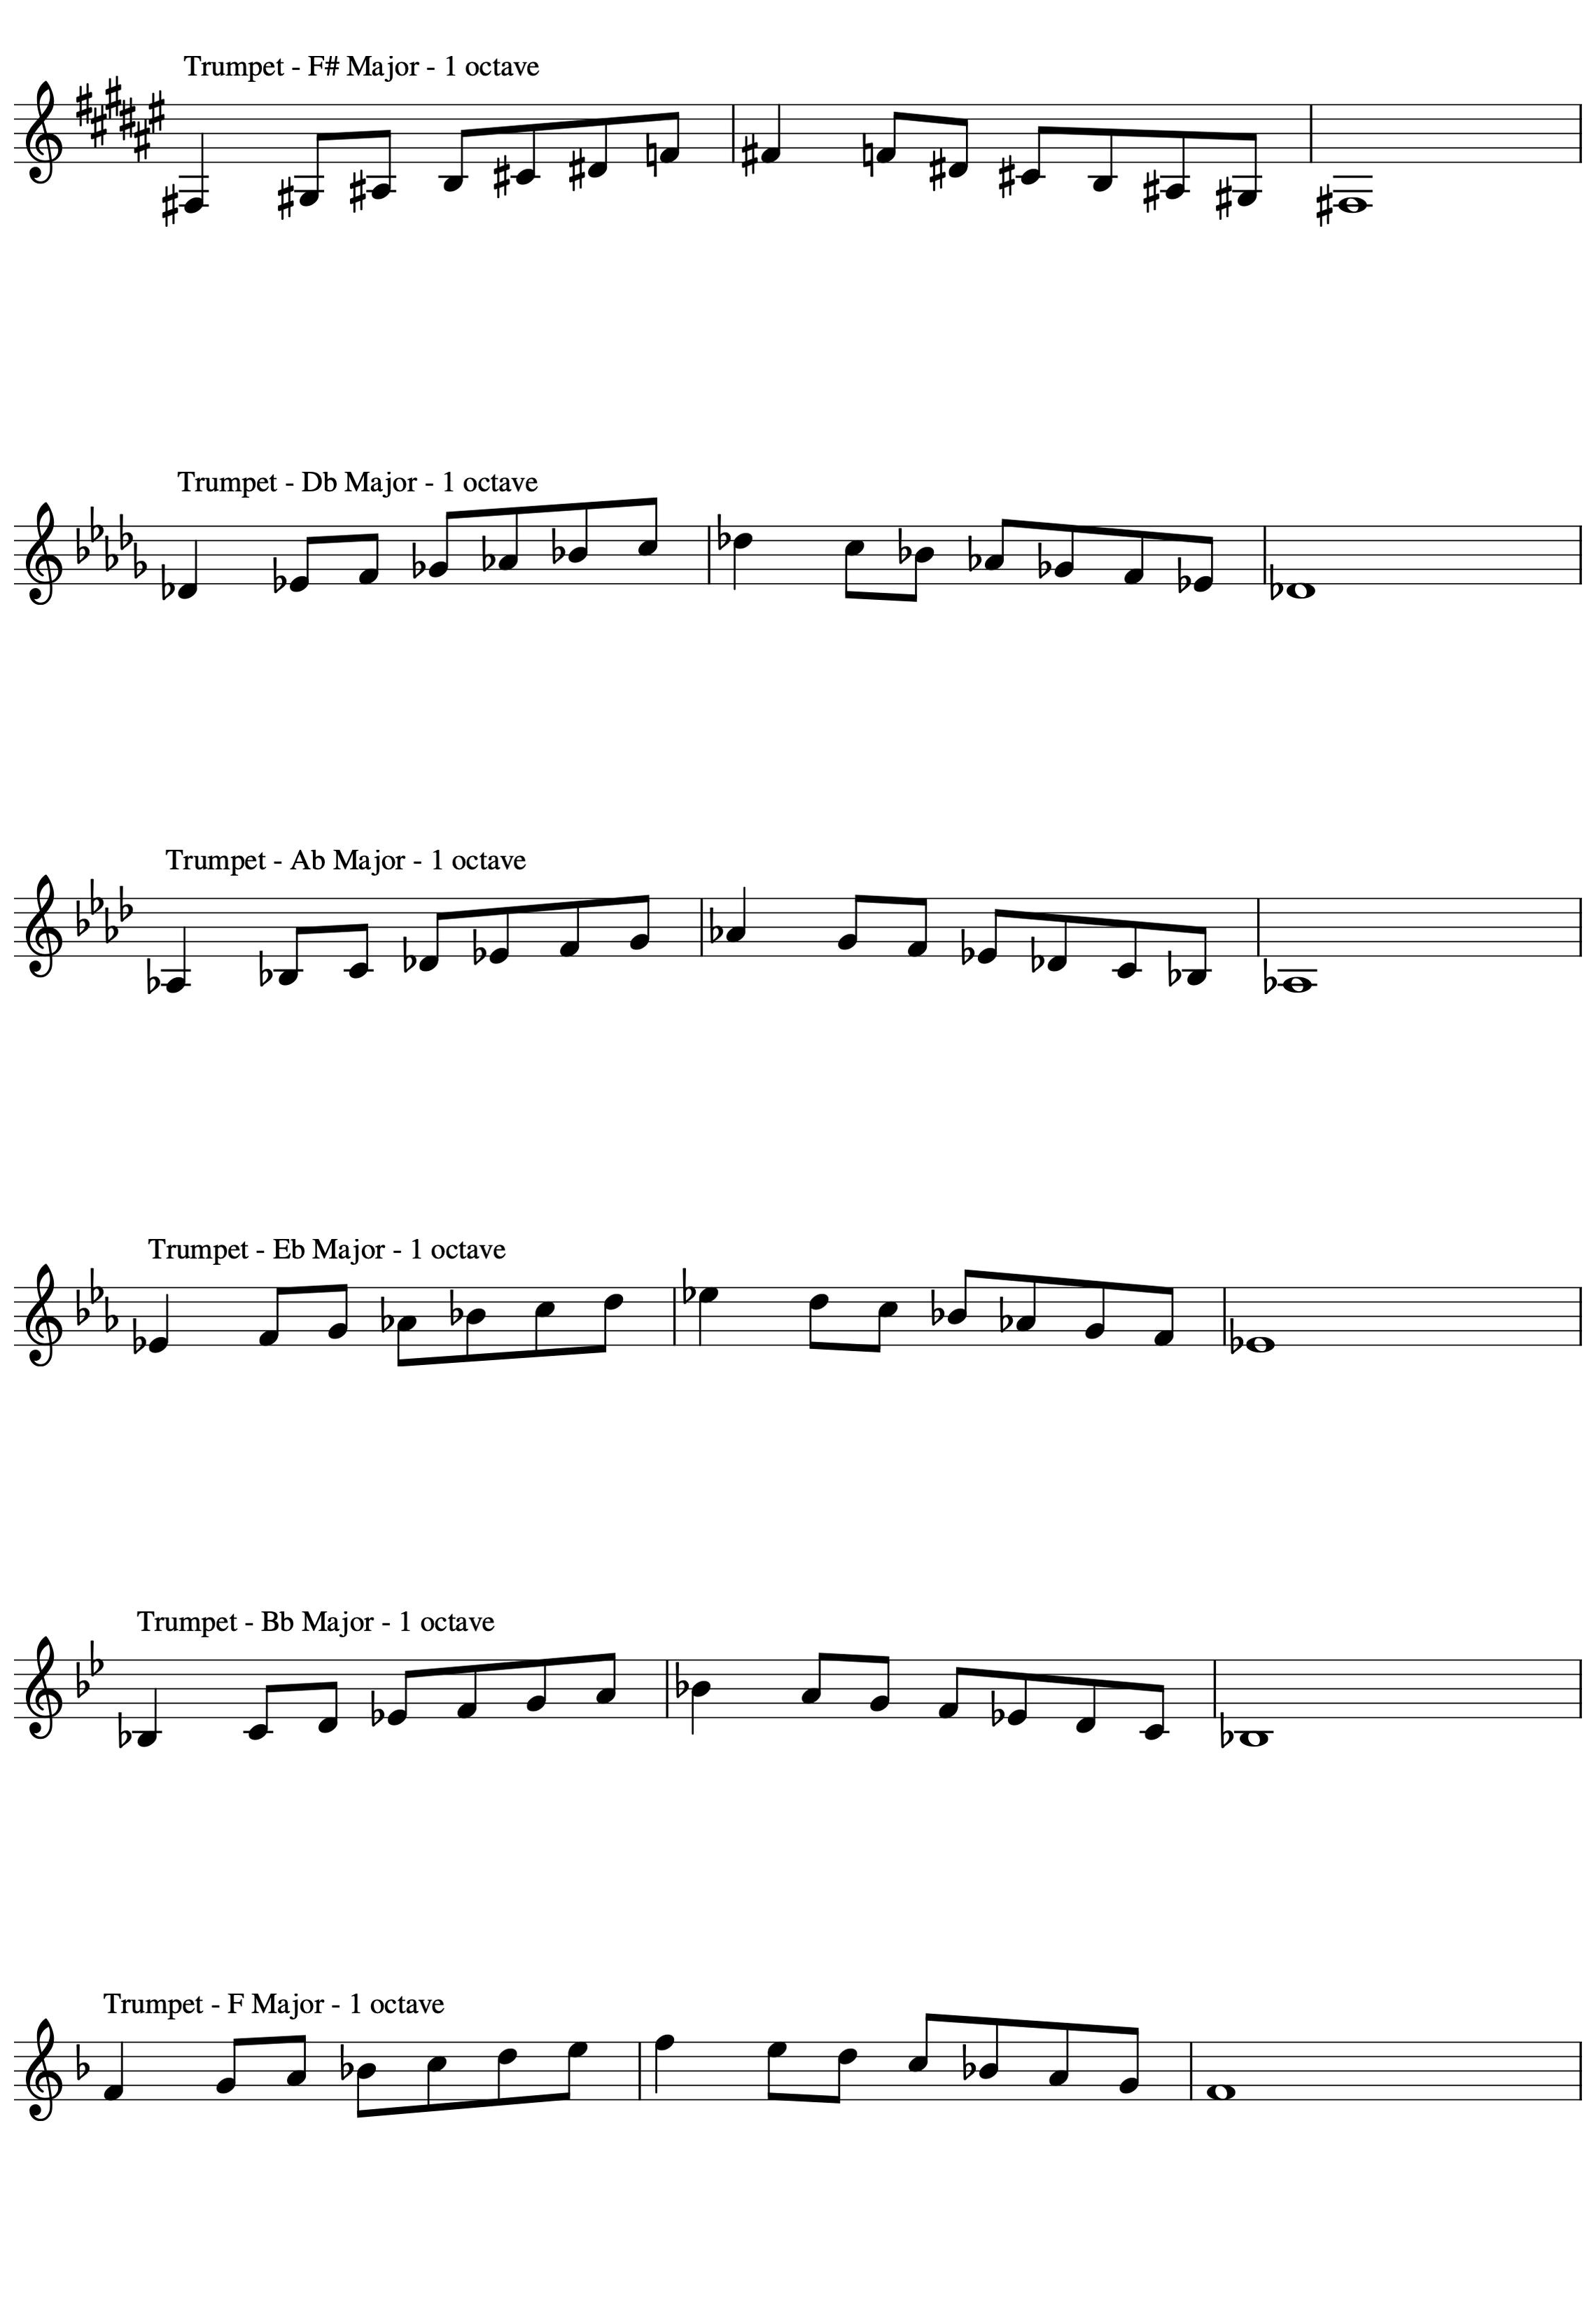 Trumpet - F# Major - 1 octave
Trumpet - Db Major - 1 octave
Trumpet - Ab Major - 1 octave
Trumpet - Eb Major - 1 octave
Trumpet - Bb Major - 1 octave
Trumpet - F Major - 1 octave